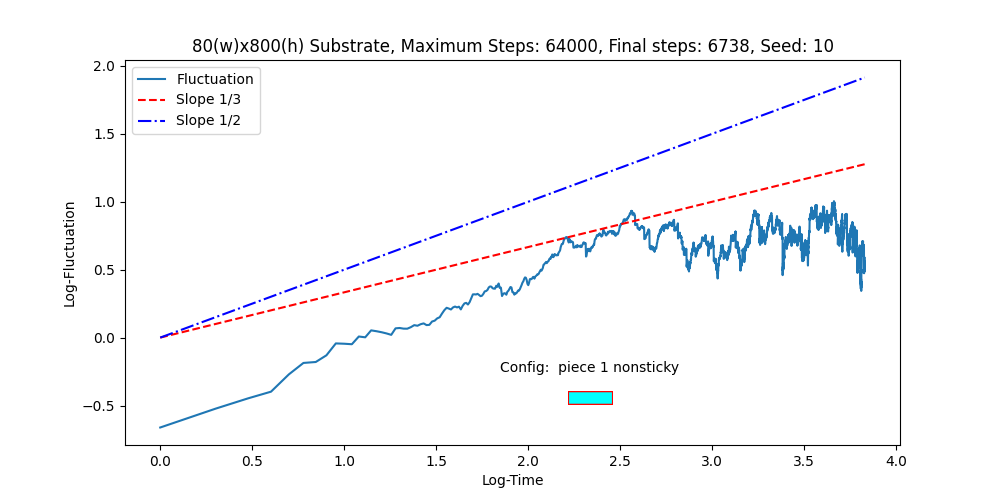 80(w)x800(h) Substrate, Maximum Steps: 64000, Final steps: 6738, Seed: 10
2.0
1.5
1.0
0.5
0.0
−0.5
Log-Fluctuation
Fluctuation
Slope 1/3
Slope 1/2
Config:  piece 1 nonsticky
0.0 0.5 1.0 1.5 2.0 2.5 3.0 3.5 4.0
Log-Time